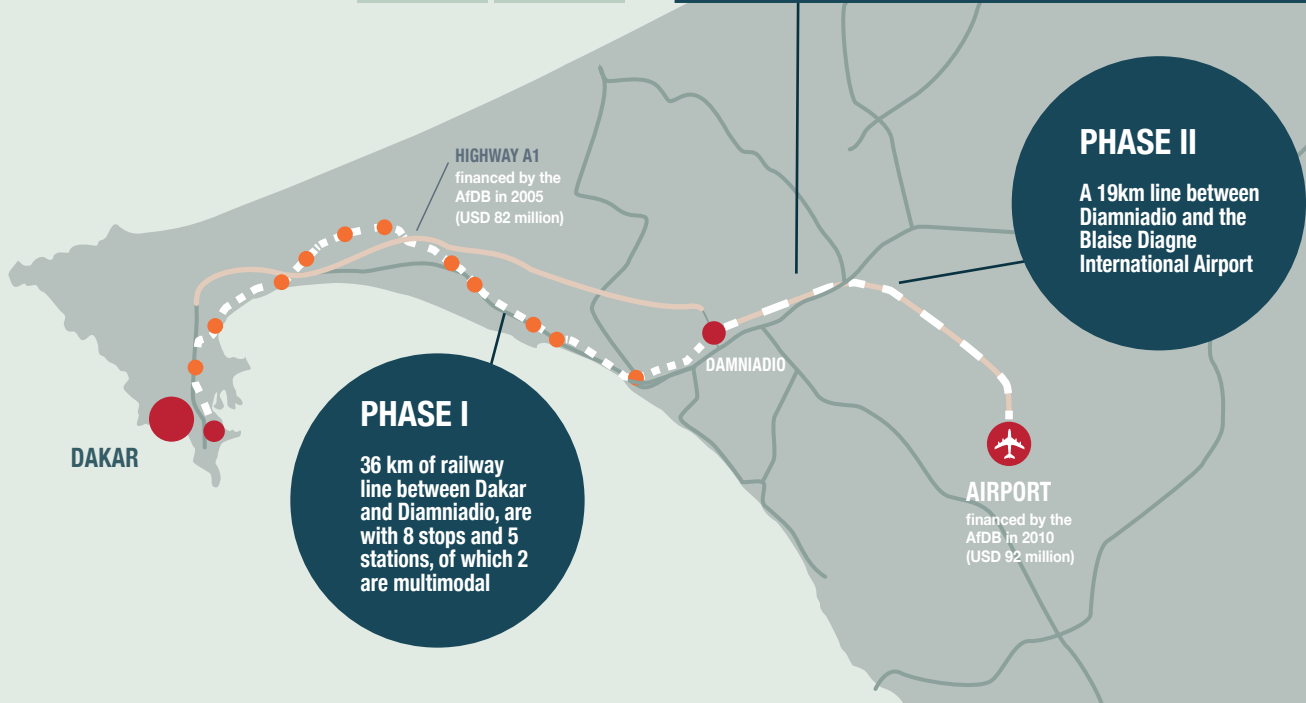 HIGHWAY A1
financed by the
AfDB in 2005
(USD 82 million)
PHASE II
A 19km line between
Diamniadio and the
Blaise Diagne
International Airport
DAMNIADIO
PHASE I
36 km of railway
line between Dakar
and Diamniadio, are
with 8 stops and 5
stations, of which 2
are multimodal
DAKAR
AIRPORT
financed by the
AfDB in 2010
(USD 92 million)